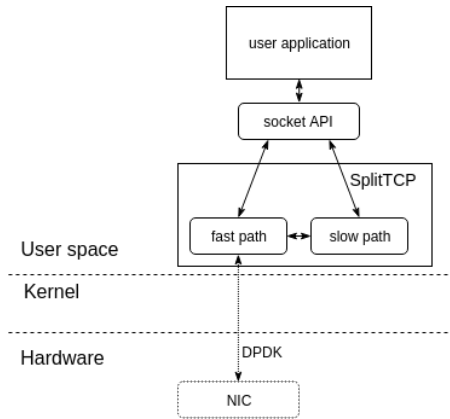 user application
socket API
SplitTCP
fast path
slow path
User space
Kernel
Hardware
DPDK
NIC